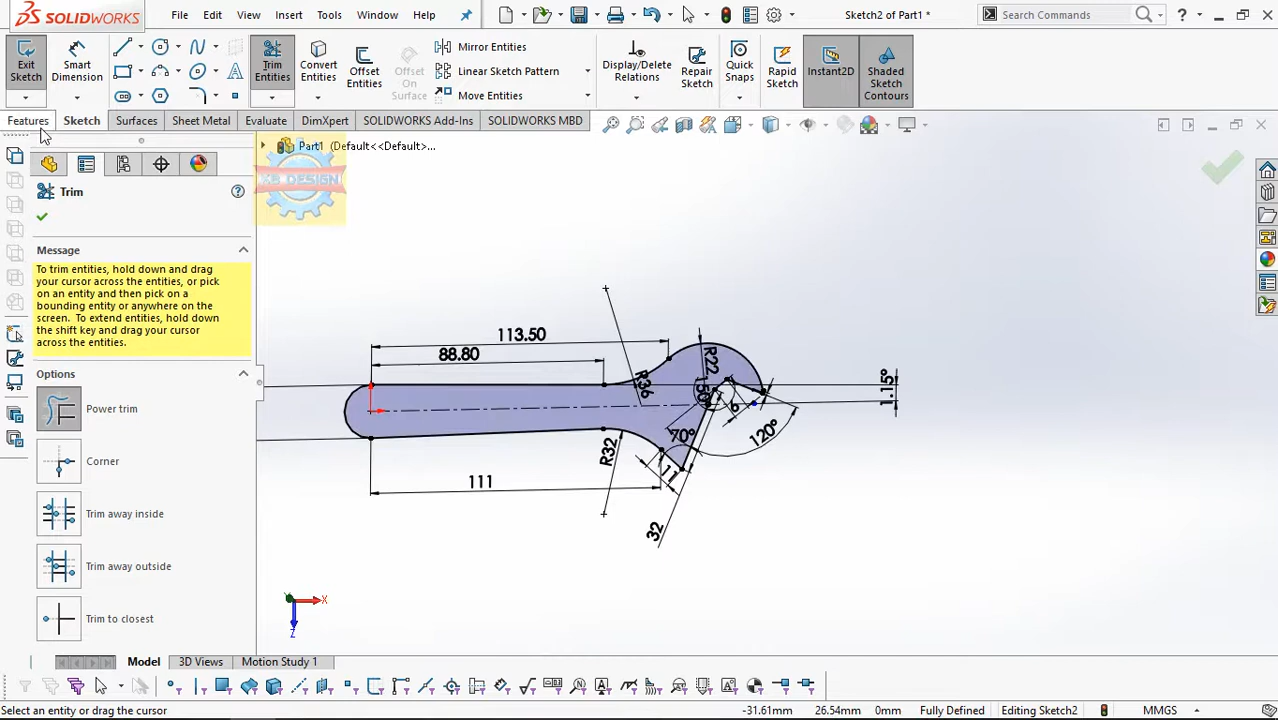 SOLIDWORKS
File
Edit
View
Insert
Tools
Window
Help
Sketch2 of Part1 *
Search Commands
Exit Sketch
Smart Dimension
Trim Entities
Convert Entities
Offset Entities
Offset On Surface
Mirror Entities
Linear Sketch Pattern
Move Entities
Display/Delete Relations
Repair Sketch
Quick Snaps
Rapid Sketch
Instant2D
Shaded Sketch Contours
Features
Sketch
Surfaces
Sheet Metal
Evaluate
DimXpert
SOLIDWORKS Add-Ins
SOLIDWORKS MBD
Part1 (Default<<Default>...
Trim
Message
To trim entities, hold down and drag
your cursor across the entities, or pick
on an entity and then pick on a
bounding entity or anywhere on the
screen. To extend entities, hold down
the shift key and drag your cursor
across the entities.
Options
Power trim
Corner
Trim away inside
Trim away outside
Trim to closest
113.50
88.80
R36
R22
150°
6
1.15°
120°
70°
R32
11
111
32
X
Z
Model
3D Views
Motion Study 1
Select an entity or drag the cursor
-31.61mm
26.54mm
0mm
Fully Defined
Editing Sketch2
MMGS